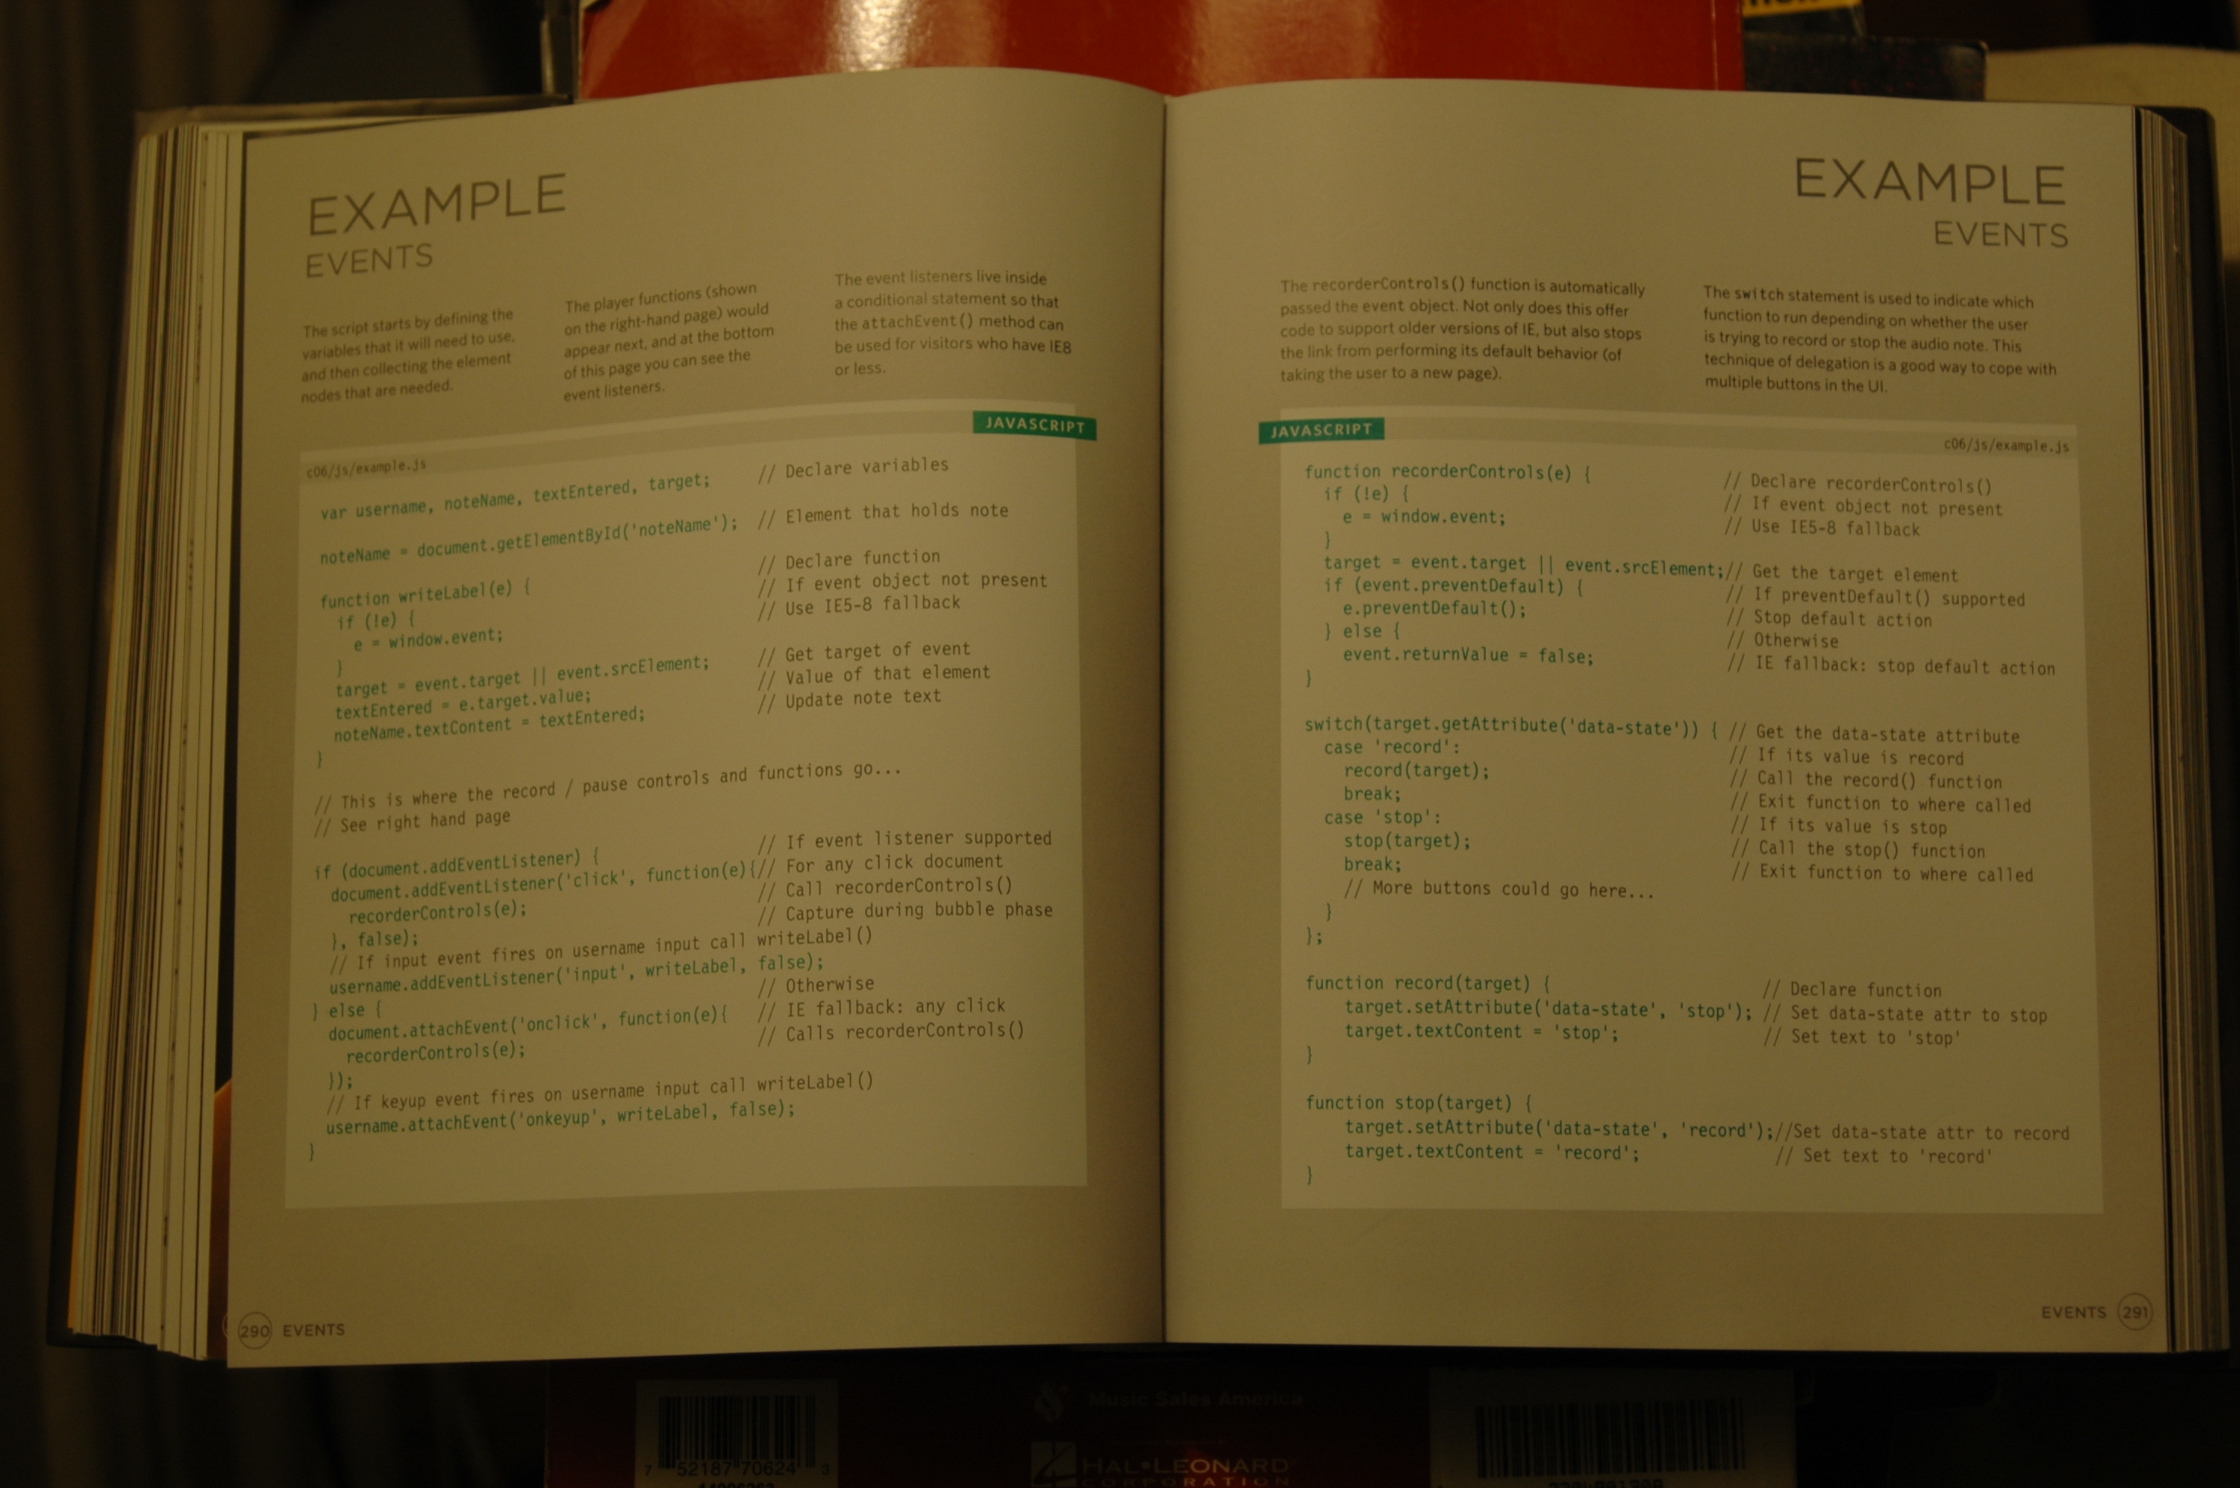 EXAMPLE
EVENTS
The script starts by defining the
variables that it will need to use,
and then collecting the element
nodes that are needed.
The player functions (shown
on the right-hand page) would
appear next, and at the bottom
of this page you can see the
event listeners.
The event listeners live inside
a conditional statement so that
the attachEvent() method can
be used for visitors who have IE8
or less.
JAVASCRIPT
c06/js/example.js
var username, noteName, textEntered, target; // Declare variables
noteName = document.getElementById('noteName'); // Element that holds note
function writeLabel(e) { // Declare function
if (!e) { // If event object not present
e = window.event; // Use IE5-8 fallback
}
target = event.target || event.srcElement; // Get target of event
textEntered = e.target.value; // Value of that element
noteName.textContent = textEntered; // Update note text
}
// This is where the record / pause controls and functions go...
// See right hand page
if (document.addEventListener) { // If event listener supported
document.addEventListener('click', function(e){// For any click document
recorderControls(e); // Call recorderControls()
}, false); // Capture during bubble phase
// If input event fires on username input call writeLabel()
username.addEventListener('input', writeLabel, false);
} else { // Otherwise
document.attachEvent('onclick', function(e){ // IE fallback: any click
recorderControls(e); // Calls recorderControls()
});
// If keyup event fires on username input call writeLabel()
username.attachEvent('onkeyup', writeLabel, false);
}
290 EVENTS
EXAMPLE
EVENTS
The recorderControls() function is automatically
passed the event object. Not only does this offer
code to support older versions of IE, but also stops
the link from performing its default behavior (of
taking the user to a new page).
The switch statement is used to indicate which
function to run depending on whether the user
is trying to record or stop the audio note. This
technique of delegation is a good way to cope with
multiple buttons in the UI.
JAVASCRIPT
c06/js/example.js
function recorderControls(e) { // Declare recorderControls()
if (!e) { // If event object not present
e = window.event; // Use IE5-8 fallback
}
target = event.target || event.srcElement;// Get the target element
if (event.preventDefault) { // If preventDefault() supported
e.preventDefault(); // Stop default action
} else { // Otherwise
event.returnValue = false; // IE fallback: stop default action
}
switch(target.getAttribute('data-state')) { // Get the data-state attribute
case 'record': // If its value is record
record(target); // Call the record() function
break; // Exit function to where called
case 'stop': // If its value is stop
stop(target); // Call the stop() function
break; // Exit function to where called
// More buttons could go here...
}
};
function record(target) { // Declare function
target.setAttribute('data-state', 'stop'); // Set data-state attr to stop
target.textContent = 'stop'; // Set text to 'stop'
}
function stop(target) {
target.setAttribute('data-state', 'record');//Set data-state attr to record
target.textContent = 'record'; // Set text to 'record'
}
EVENTS 291
Music Sales America
HAL•LEONARD
CORPORATION
7 52187 70624 3